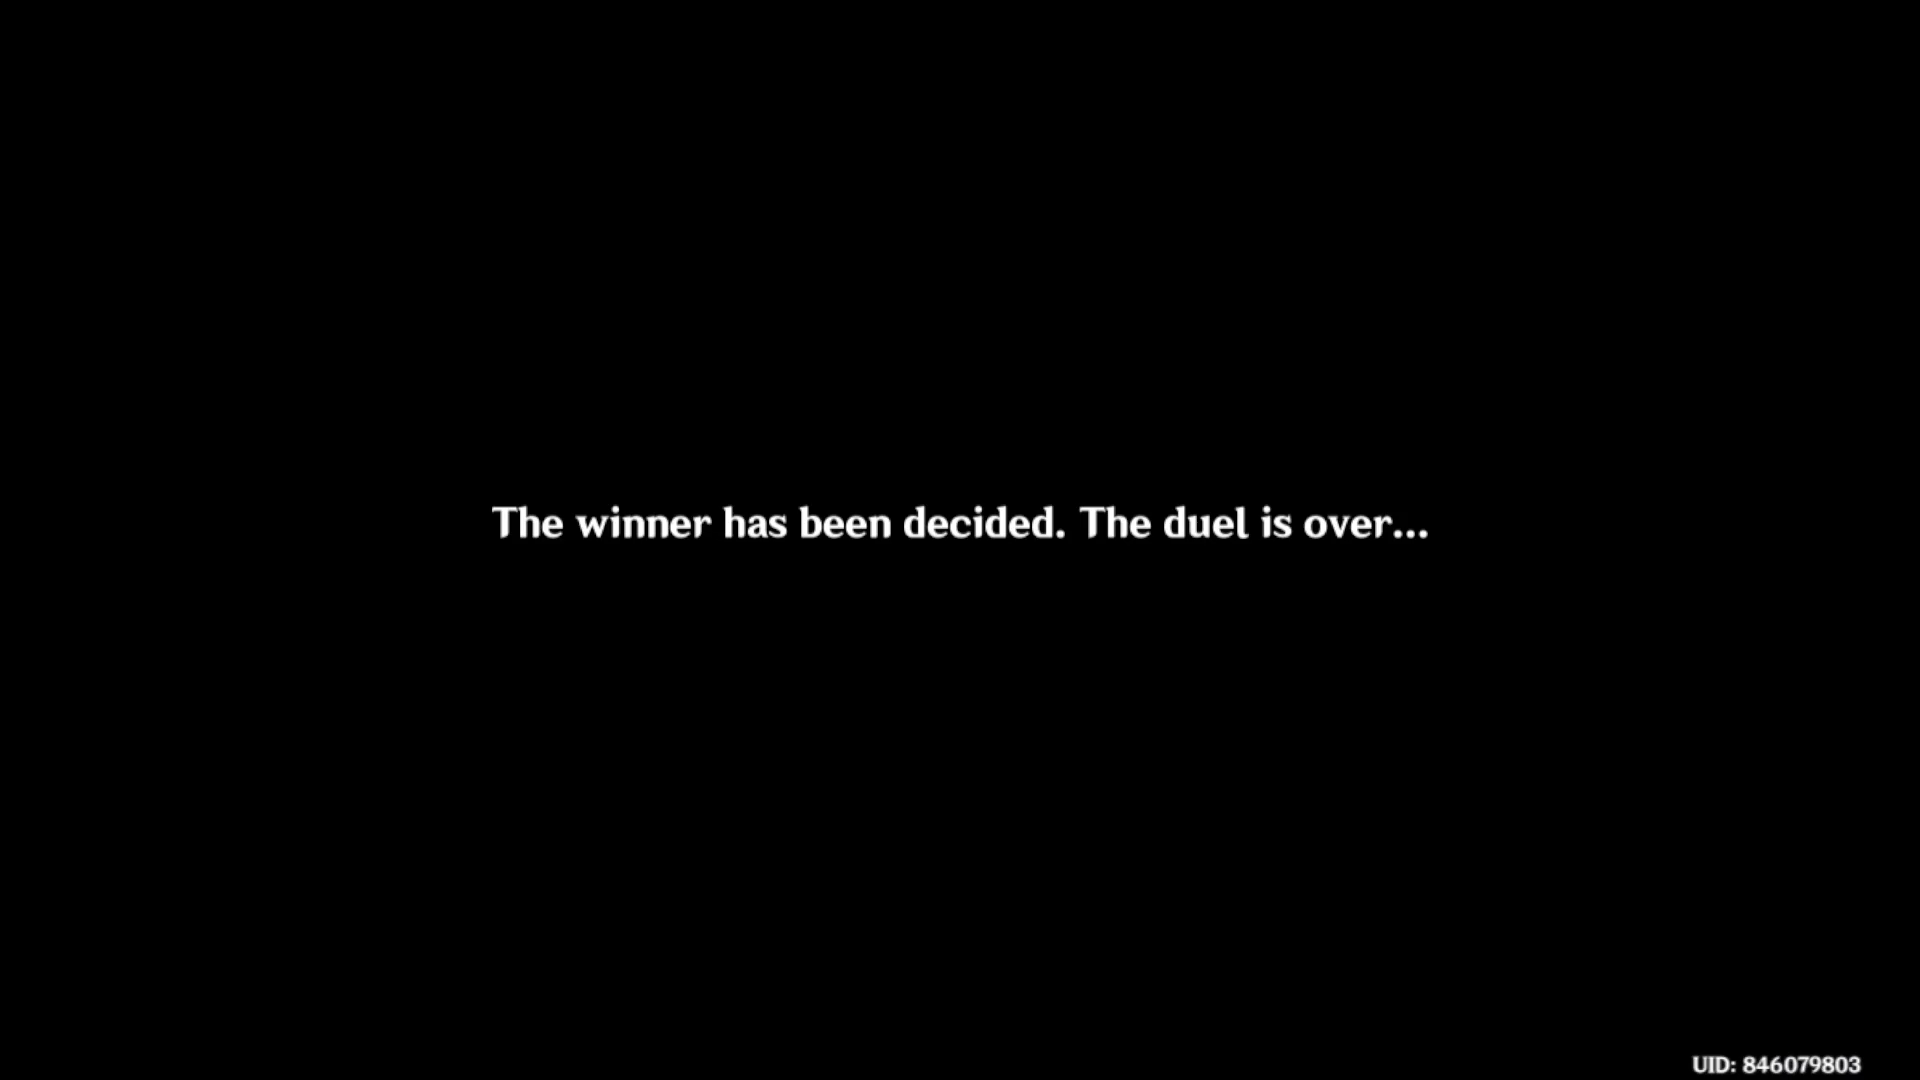 The winner has been decided. The duel is over...
UID: 846079803